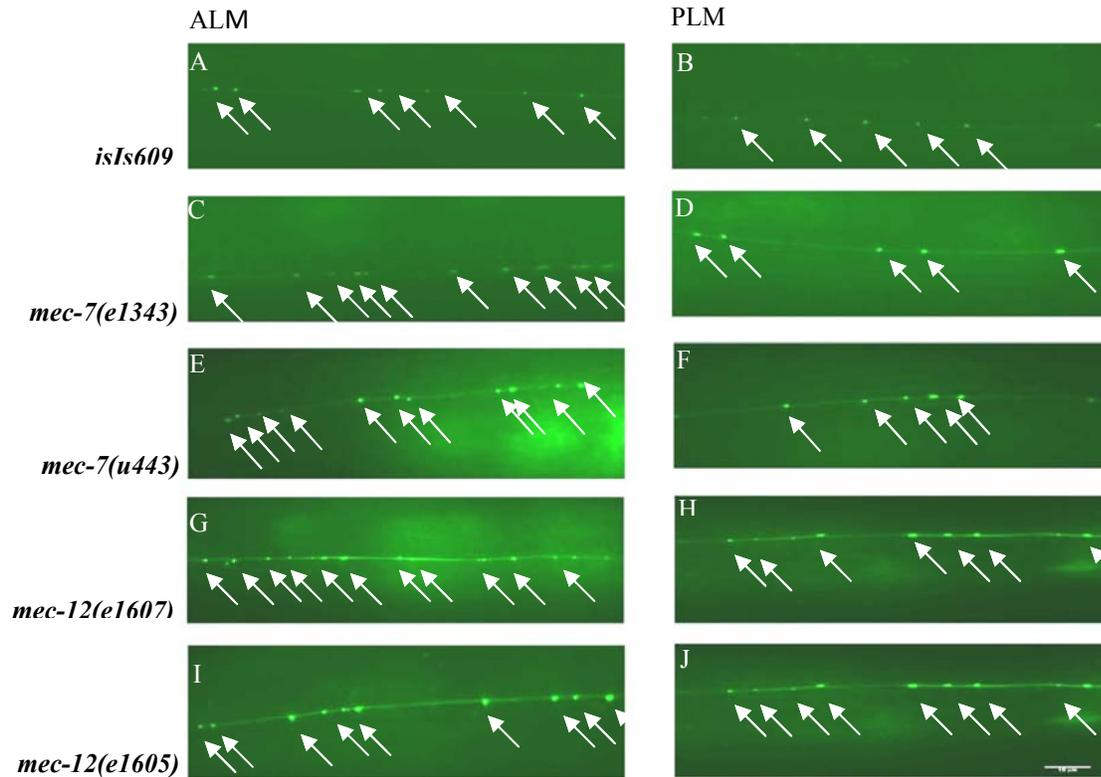 ALM PLM
A B
isIs609
C D
mec-7(e1343)
E F
mec-7(u443)
G H
mec-12(e1607)
I J
mec-12(e1605)